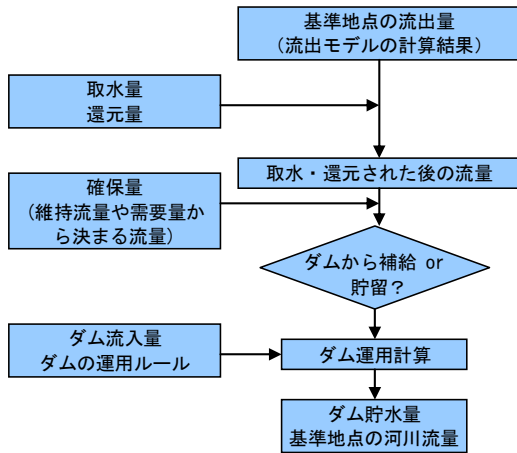 基準地点の流出量
（流出モデルの計算結果）
取水量
還元量
取水・還元された後の流量
確保量
（維持流量や需要量か
ら決まる流量）
ダムから補給 or
貯留？
ダム流入量
ダムの運用ルール
ダム運用計算
ダム貯水量
基準地点の河川流量